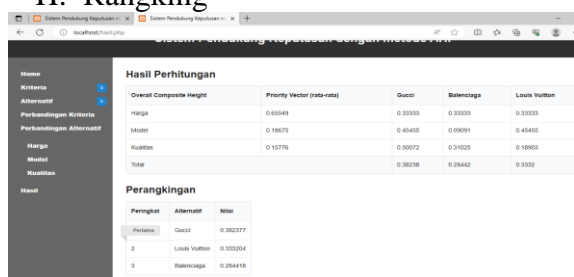 H. Rangking
Sistem Pendukung Keputusan m
Sistem Pendukung Keputusan m
localhost/hasil.php
Sistem Pendukung Keputusan dengan metode AHP
Home
Kriteria 3
Alternatif 3
Perbandingan Kriteria
Perbandingan Alternatif
Harga
Model
Kualitas
Hasil
Hasil Perhitungan
Overall Composite Height Priority Vector (rata-rata) Gucci Balenciaga Louis Vuitton
Harga 0.65549 0.33333 0.33333 0.33333
Model 0.18675 0.45455 0.09091 0.45455
Kualitas 0.15776 0.50072 0.31025 0.18903
Total 0.38238 0.28442 0.3332
Perangkingan
Peringkat Alternatif Nilai
Pertama Gucci 0.382377
2 Louis Vuitton 0.333204
3 Balenciaga 0.284418